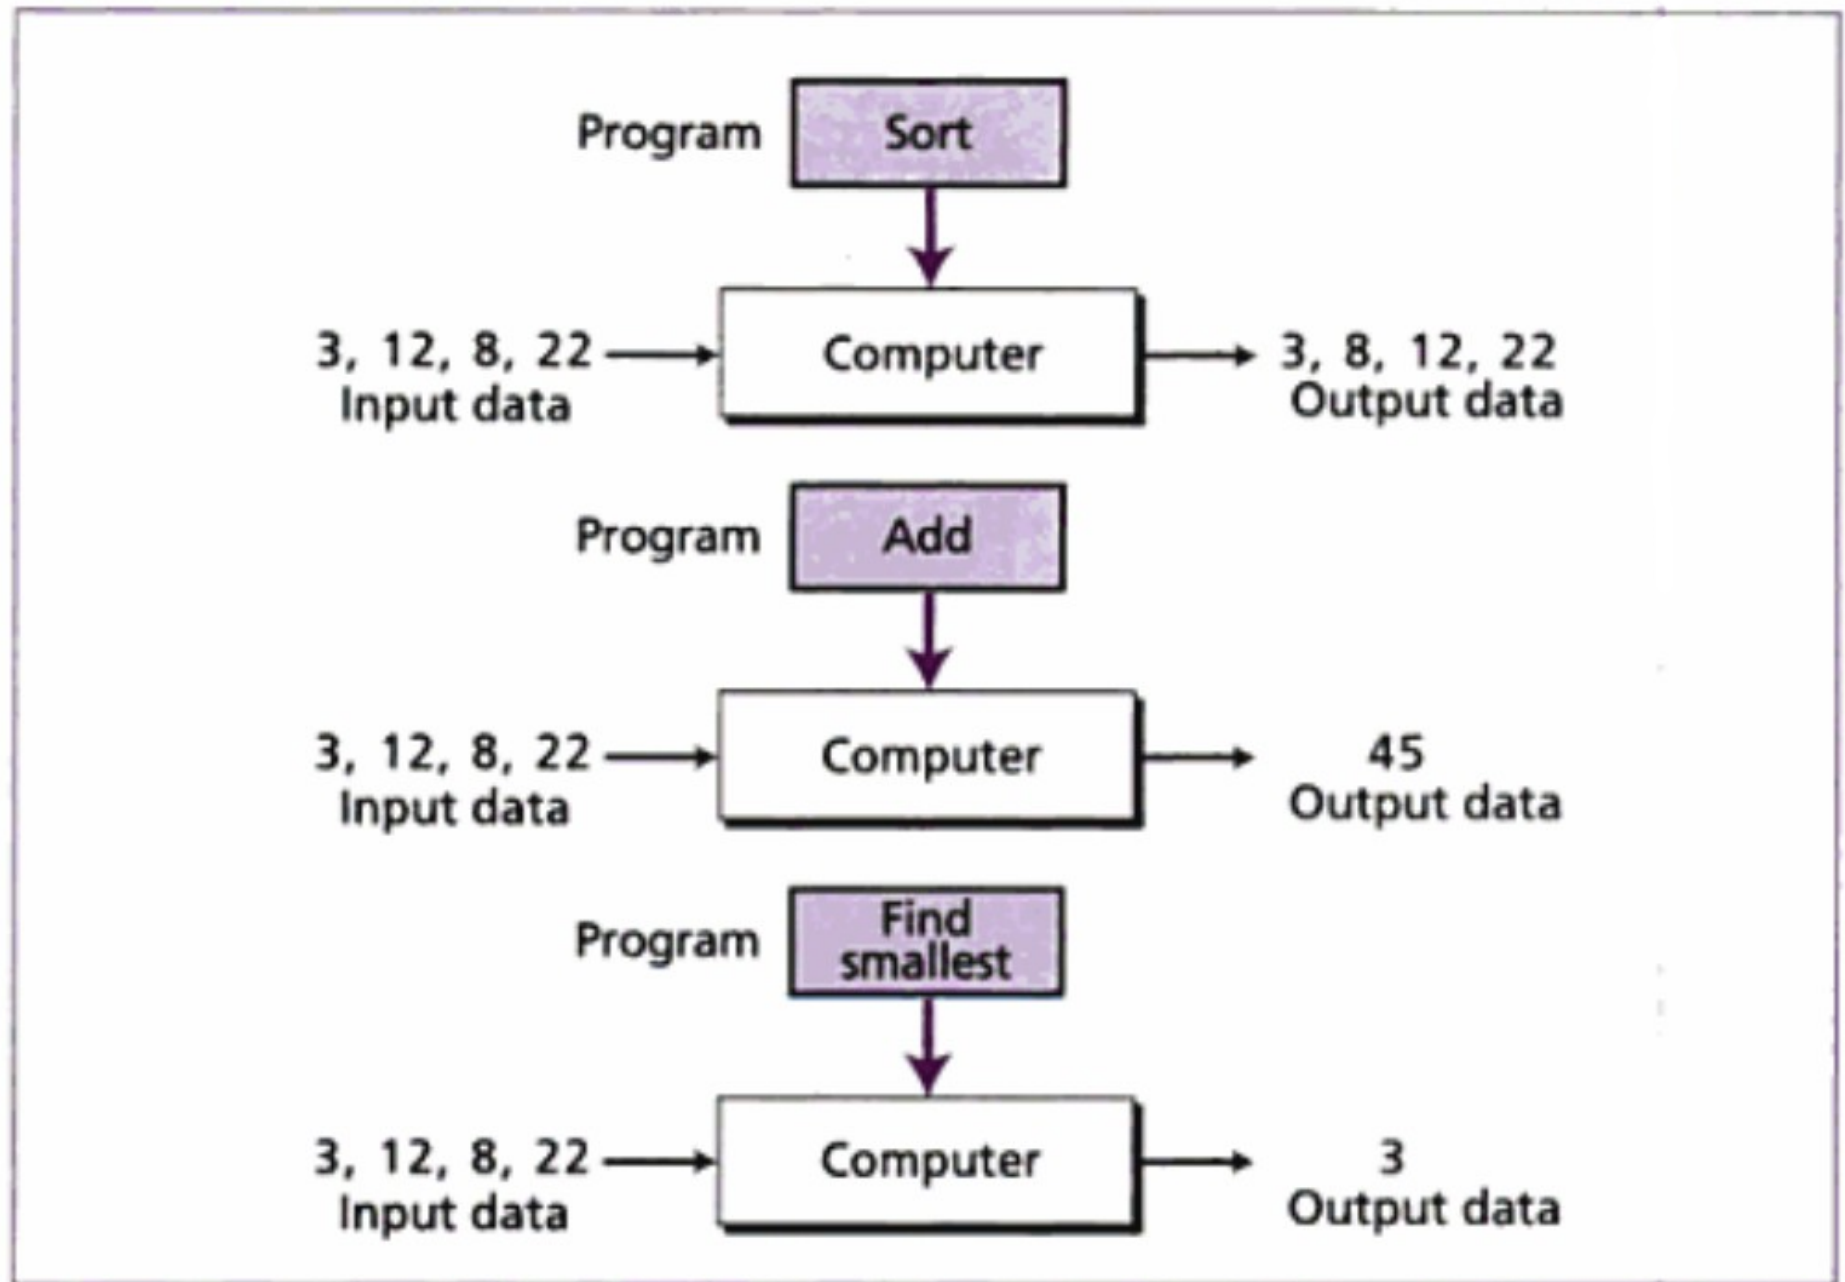 Program
Sort
3, 12, 8, 22
Input data
Computer
3, 8, 12, 22
Output data
Program
Add
3, 12, 8, 22
Input data
Computer
45
Output data
Program
Find
smallest
3, 12, 8, 22
Input data
Computer
3
Output data